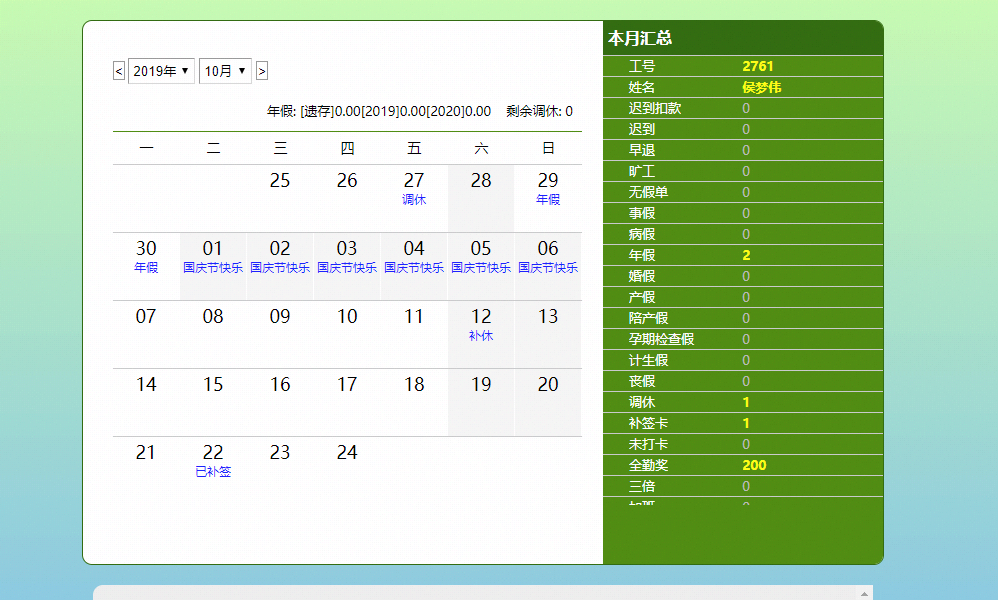 < 2019年 10月 >
年假: [遗存]0.00[2019]0.00[2020]0.00 剩余调休: 0
一 二 三 四 五 六 日
25 26 27 28 29
调休 年假
30 01 02 03 04 05 06
年假 国庆节快乐 国庆节快乐 国庆节快乐 国庆节快乐 国庆节快乐 国庆节快乐
07 08 09 10 11 12 13
补休
14 15 16 17 18 19 20
21 22 23 24
已补签
本月汇总
工号 2761
姓名 侯梦伟
迟到扣款 0
迟到 0
早退 0
旷工 0
无假单 0
事假 0
病假 0
年假 2
婚假 0
产假 0
陪产假 0
孕期检查假 0
计生假 0
丧假 0
调休 1
补签卡 1
未打卡 0
全勤奖 200
三倍 0